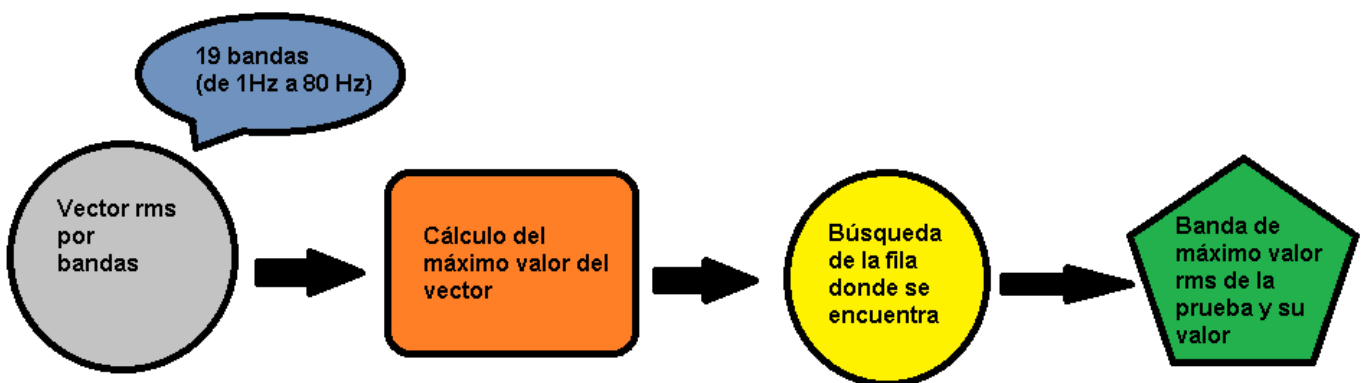 19 bandas
(de 1Hz a 80 Hz)
Vector rms
por
bandas
Cálculo del
máximo valor del
vector
Búsqueda
de la fila
donde se
encuentra
Banda de
máximo valor
rms de la
prueba y su
valor